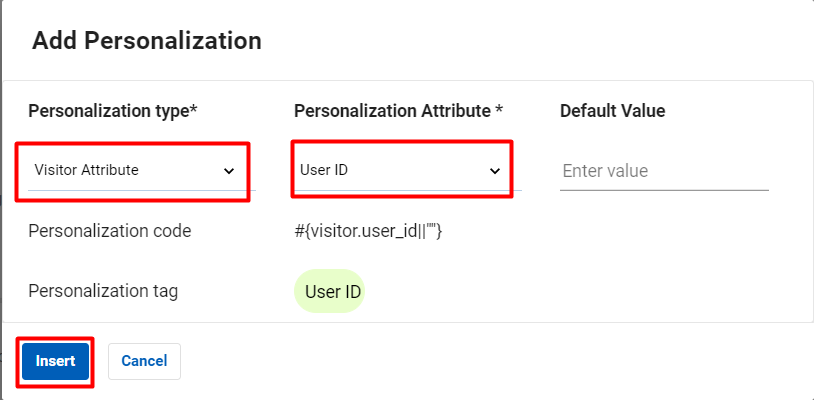 Add Personalization
Personalization type* Personalization Attribute * Default Value
Visitor Attribute User ID Enter value
Personalization code #{visitor.user_id||""}
Personalization tag User ID
Insert Cancel